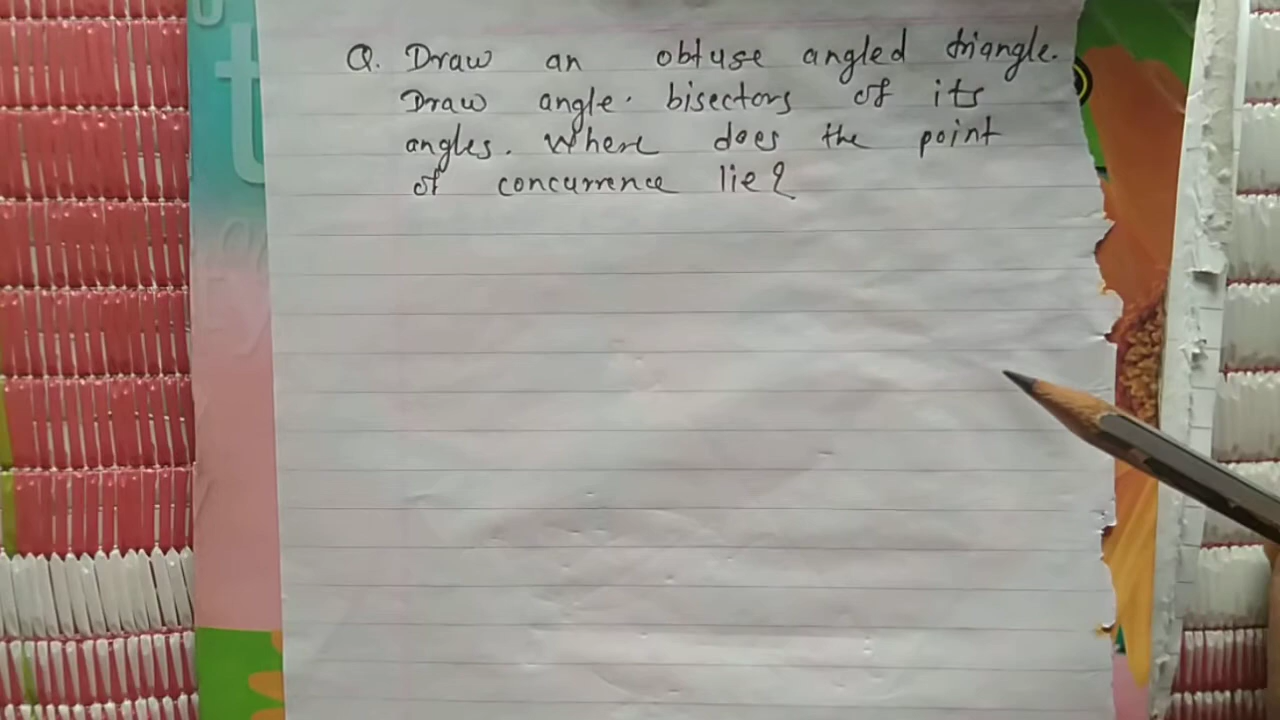 Q. Draw an obtuse angled triangle.
Draw angle. bisectors of its
angles. Where does the point
of concurrence lie?